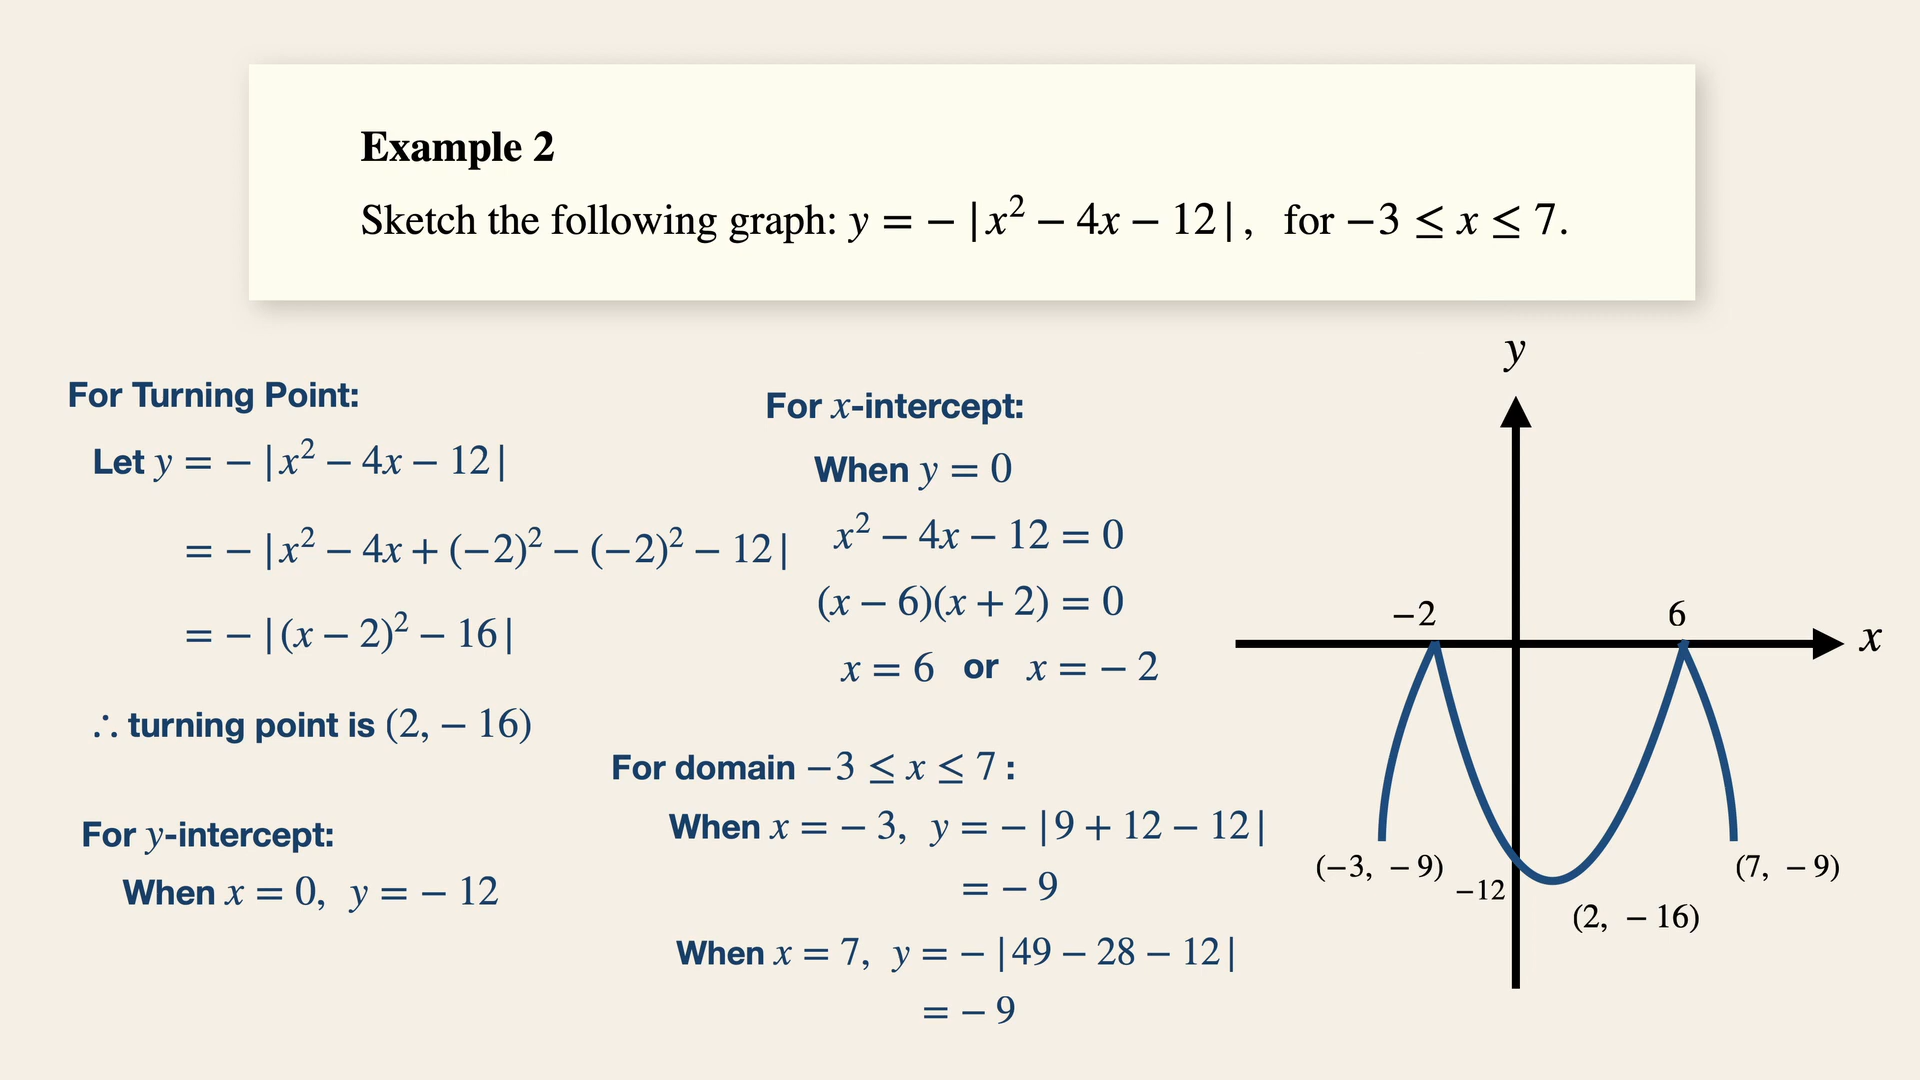 Example 2
Sketch the following graph: y = − |x² − 4x − 12|, for −3 ≤ x ≤ 7.
For Turning Point:
Let y = − |x² − 4x − 12|
= − |x² − 4x + (−2)² − (−2)² − 12|
= − |(x − 2)² − 16|
∴ turning point is (2, − 16)
For y-intercept:
When x = 0, y = − 12
For x-intercept:
When y = 0
x² − 4x − 12 = 0
(x − 6)(x + 2) = 0
x = 6 or x = − 2
For domain −3 ≤ x ≤ 7 :
When x = − 3, y = − |9 + 12 − 12|
= − 9
When x = 7, y = − |49 − 28 − 12|
= − 9
y
−2
6
x
(−3, − 9)
(7, − 9)
−12
(2, − 16)